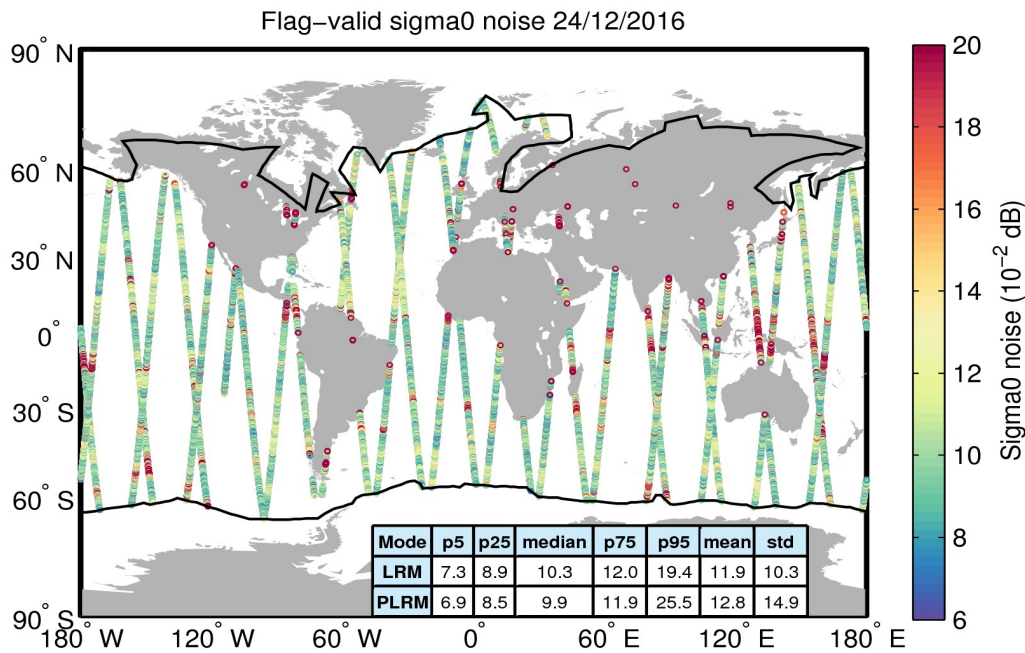 Flag−valid sigma0 noise 24/12/2016
90° N
60° N
30° N
0°
30° S
60° S
90° S
180° W
120° W
60° W
0°
60° E
120° E
180° E
Mode p5 p25 median p75 p95 mean std
LRM 7.3 8.9 10.3 12.0 19.4 11.9 10.3
PLRM 6.9 8.5 9.9 11.9 25.5 12.8 14.9
20
18
16
14
12
10
8
6
Sigma0 noise (10⁻² dB)